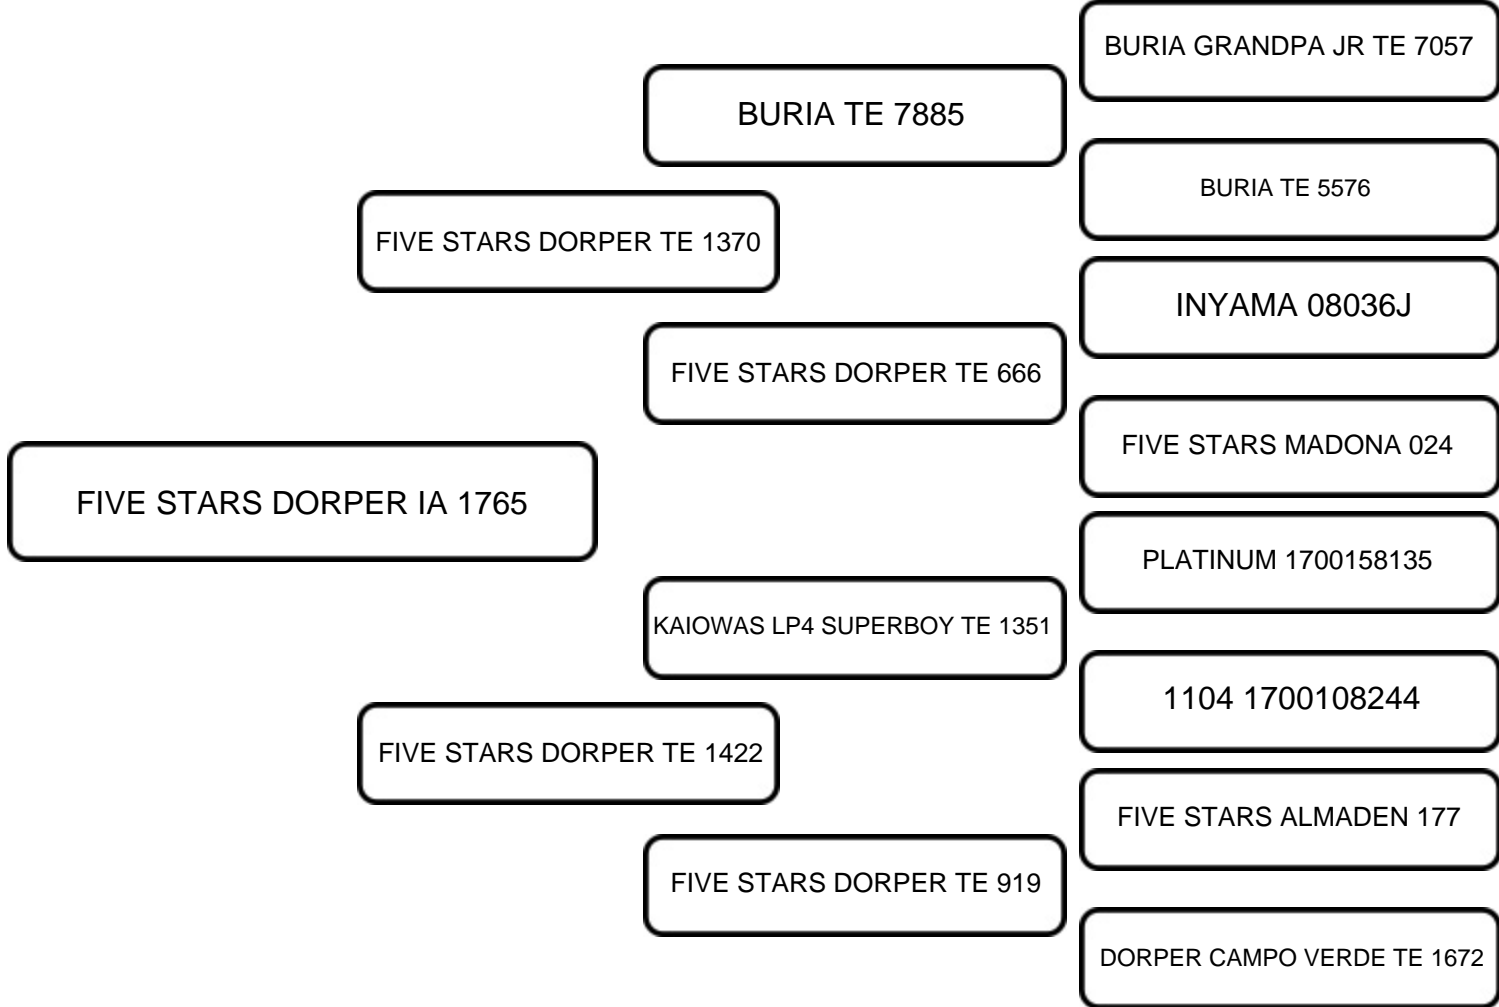 BURIA GRANDPA JR TE 7057
BURIA TE 7885
BURIA TE 5576
FIVE STARS DORPER TE 1370
INYAMA 08036J
FIVE STARS DORPER TE 666
FIVE STARS MADONA 024
FIVE STARS DORPER IA 1765
PLATINUM 1700158135
KAIOWAS LP4 SUPERBOY TE 1351
1104 1700108244
FIVE STARS DORPER TE 1422
FIVE STARS ALMADEN 177
FIVE STARS DORPER TE 919
DORPER CAMPO VERDE TE 1672